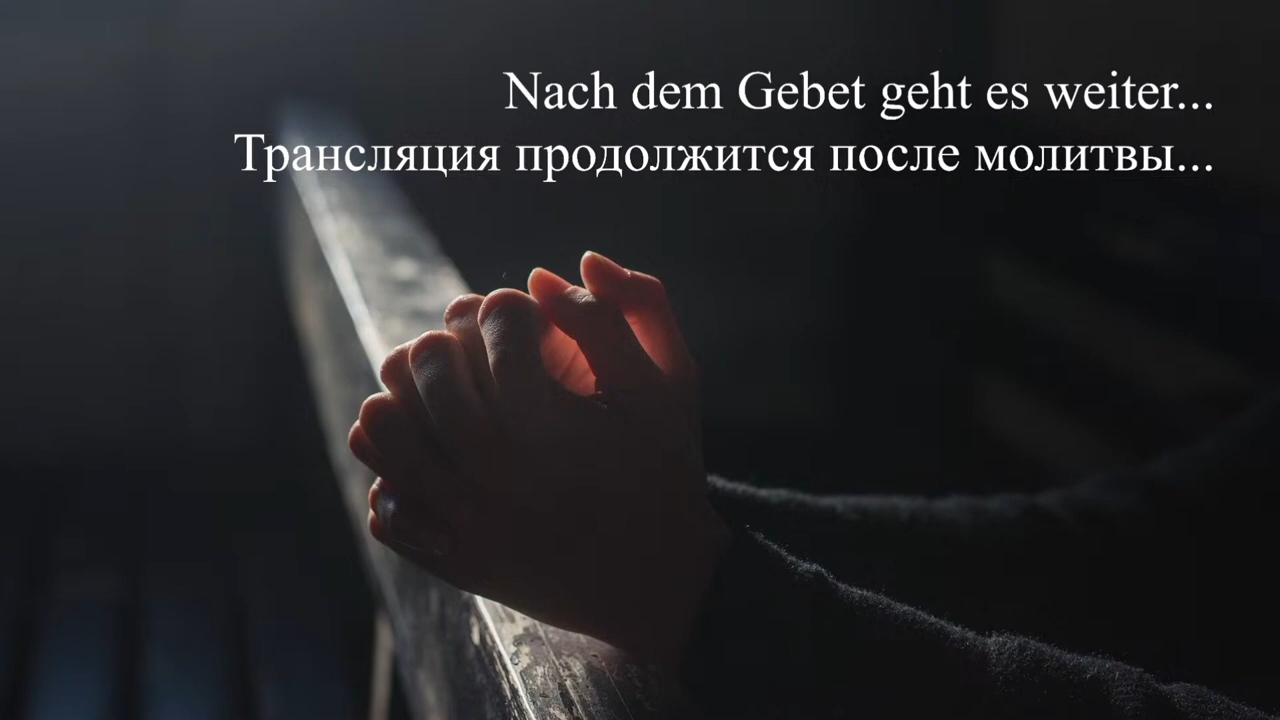 Nach dem Gebet geht es weiter...
Трансляция продолжится после молитвы...